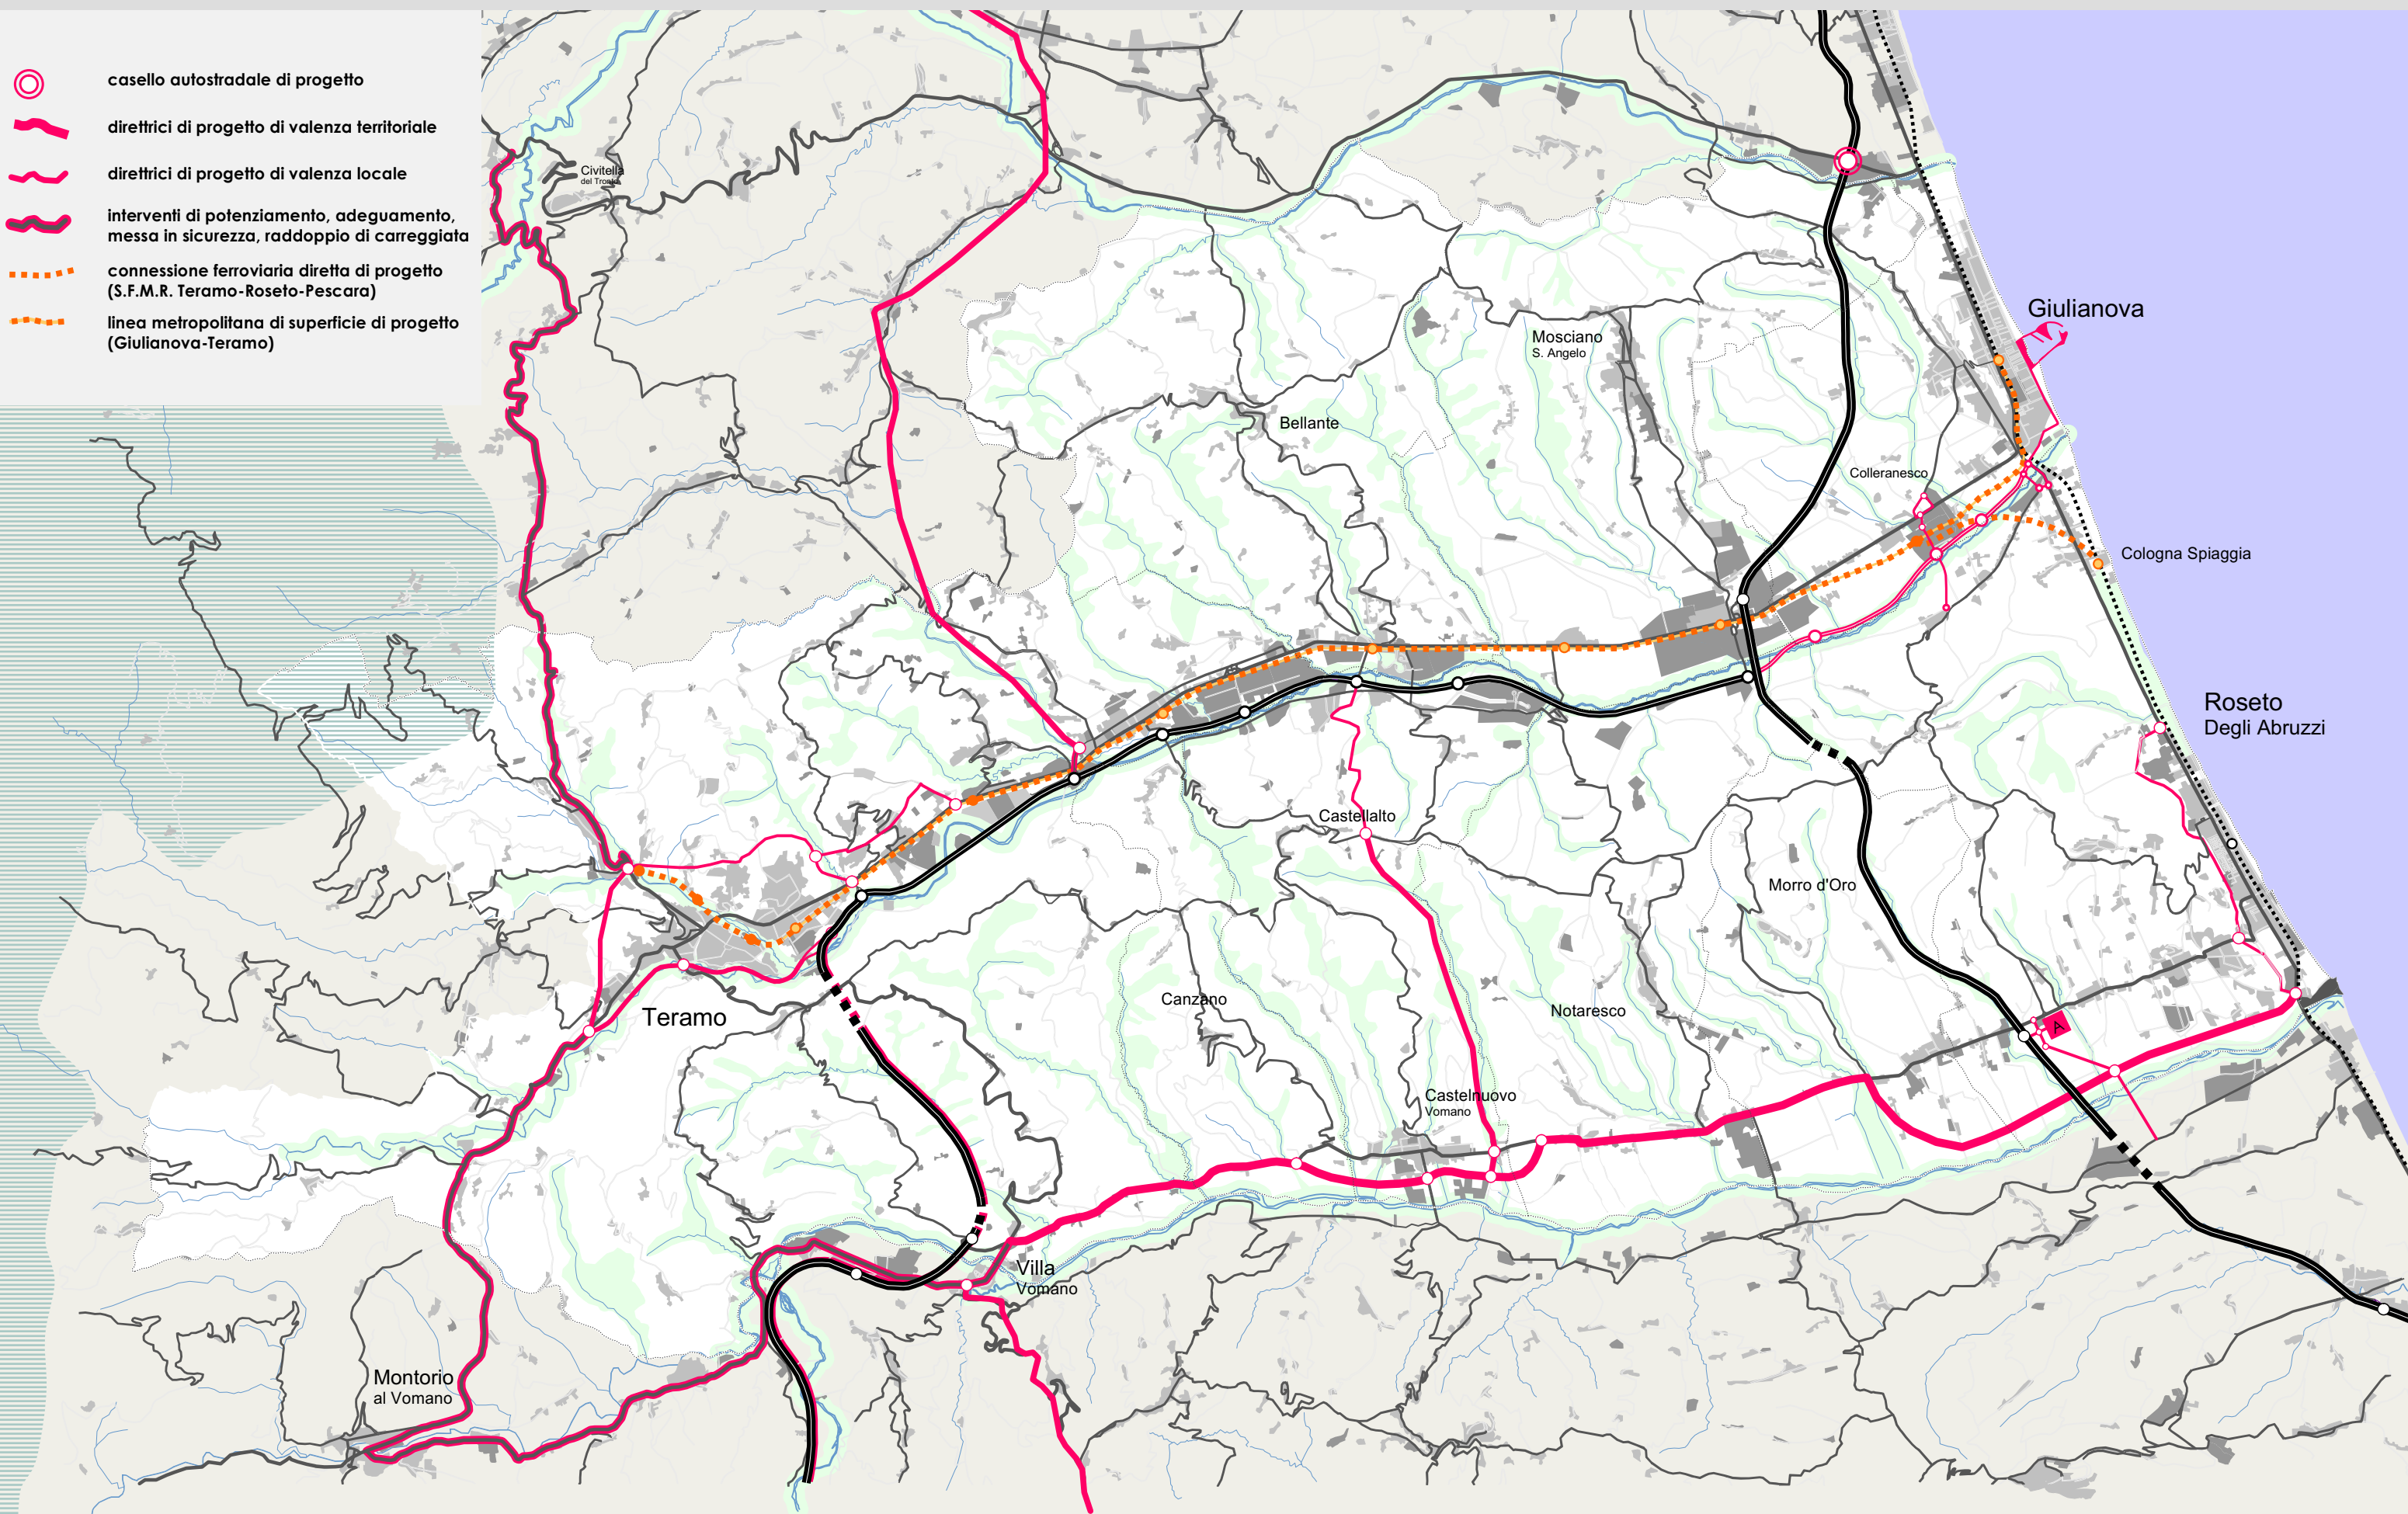 casello autostradale di progetto
direttrici di progetto di valenza territoriale
direttrici di progetto di valenza locale
interventi di potenziamento, adeguamento,
messa in sicurezza, raddoppio di carreggiata
connessione ferroviaria diretta di progetto
(S.F.M.R. Teramo-Roseto-Pescara)
linea metropolitana di superficie di progetto
(Giulianova-Teramo)
Civitella
del Tronto
Giulianova
Mosciano
S. Angelo
Bellante
Colleranesco
Cologna Spiaggia
Roseto
Degli Abruzzi
Castellalto
Morro d'Oro
Canzano
Notaresco
Teramo
A
Castelnuovo
Vomano
Villa
Vomano
Montorio
al Vomano